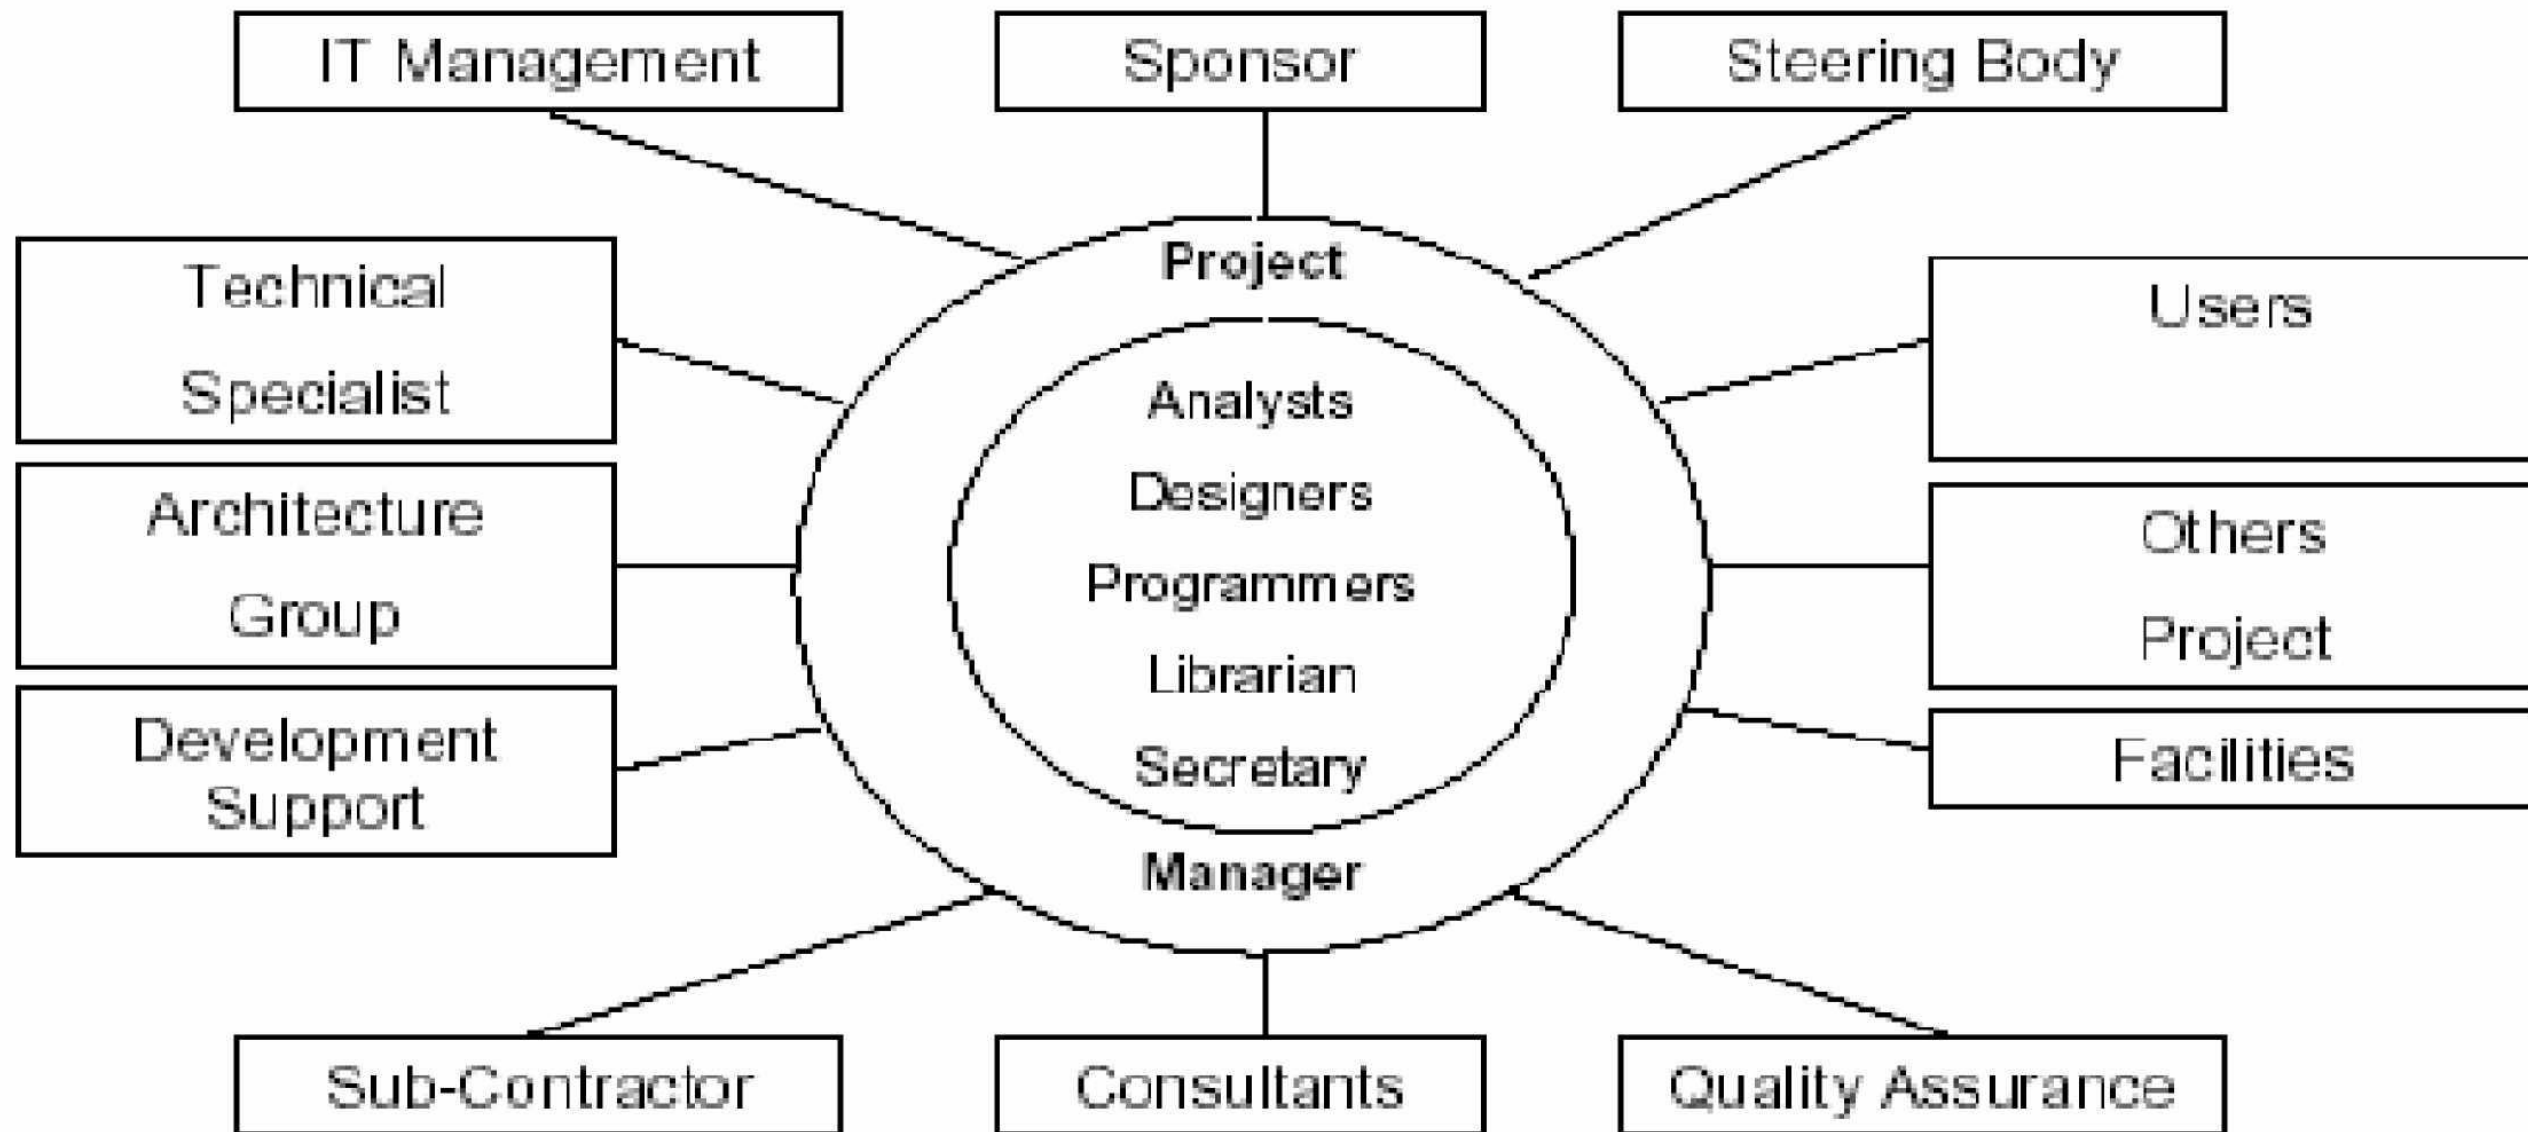 IT Management
Sponsor
Steering Body
Technical
Specialist
Architecture
Group
Development
Support
Project
Analysts
Designers
Programmers
Librarian
Secretary
Manager
Users
Others
Project
Facilities
Sub-Contractor
Consultants
Quality Assurance